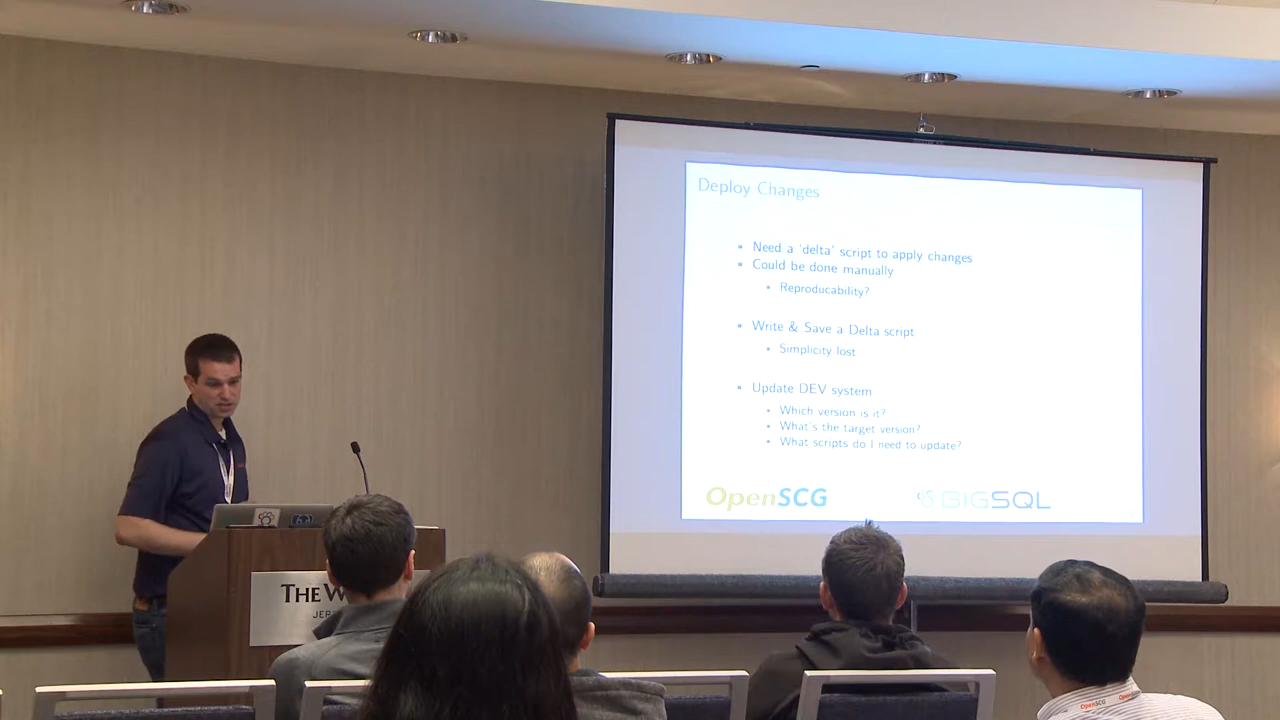 Deploy Changes
Need a 'delta' script to apply changes
Could be done manually
Reproducability?
Write & Save a Delta script
Simplicity lost
Update DEV system
Which version is it?
What's the target version?
What scripts do I need to update?
OpenSCG
BIGSQL
THE W
JER
OpenSCG